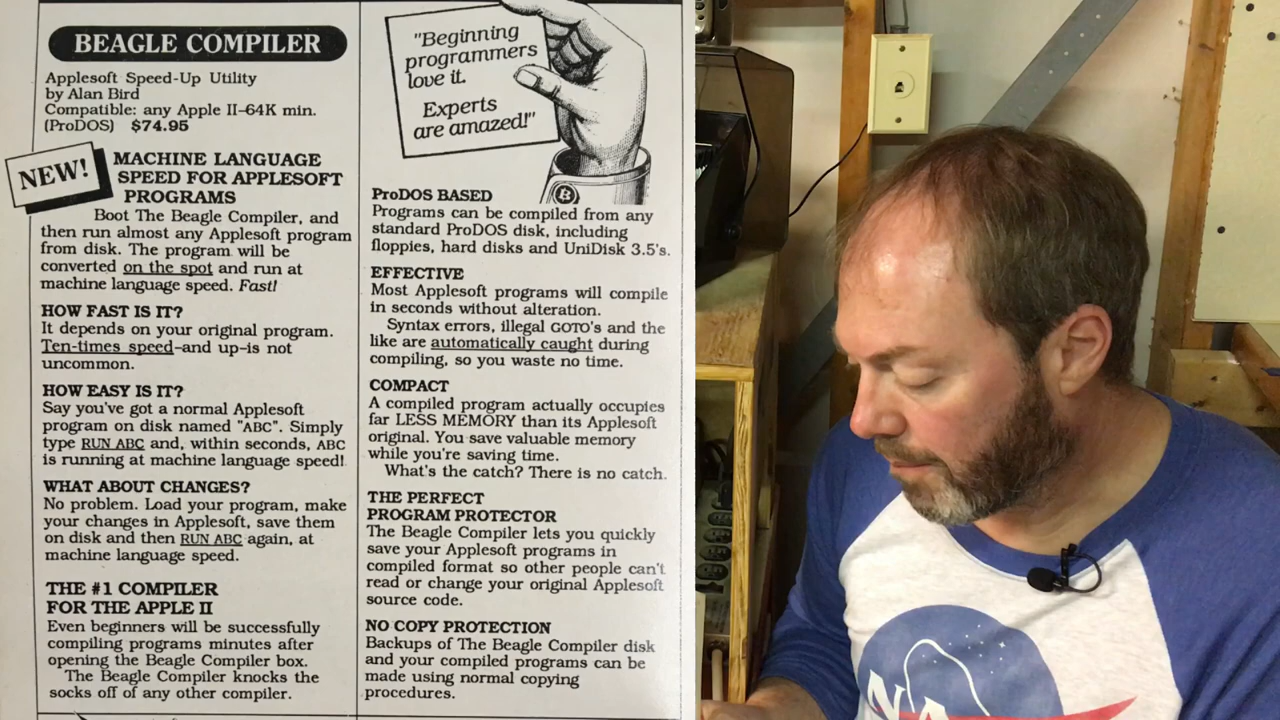 BEAGLE COMPILER
Applesoft Speed-Up Utility
by Alan Bird
Compatible: any Apple II–64K min.
(ProDOS) $74.95
NEW!
MACHINE LANGUAGE
SPEED FOR APPLESOFT
PROGRAMS
Boot The Beagle Compiler, and
then run almost any Applesoft program
from disk. The program will be
converted on the spot and run at
machine language speed. Fast!
HOW FAST IS IT?
It depends on your original program.
Ten-times speed–and up–is not
uncommon.
HOW EASY IS IT?
Say you've got a normal Applesoft
program on disk named "ABC". Simply
type RUN ABC and, within seconds, ABC
is running at machine language speed!
WHAT ABOUT CHANGES?
No problem. Load your program, make
your changes in Applesoft, save them
on disk and then RUN ABC again, at
machine language speed.
THE #1 COMPILER
FOR THE APPLE II
Even beginners will be successfully
compiling programs minutes after
opening the Beagle Compiler box.
The Beagle Compiler knocks the
socks off of any other compiler.
"Beginning
programmers
love it.
Experts
are amazed!"
B
ProDOS BASED
Programs can be compiled from any
standard ProDOS disk, including
floppies, hard disks and UniDisk 3.5's.
EFFECTIVE
Most Applesoft programs will compile
in seconds without alteration.
Syntax errors, illegal GOTO's and the
like are automatically caught during
compiling, so you waste no time.
COMPACT
A compiled program actually occupies
far LESS MEMORY than its Applesoft
original. You save valuable memory
while you're saving time.
What's the catch? There is no catch.
THE PERFECT
PROGRAM PROTECTOR
The Beagle Compiler lets you quickly
save your Applesoft programs in
compiled format so other people can't
read or change your original Applesoft
source code.
NO COPY PROTECTION
Backups of The Beagle Compiler disk
and your compiled programs can be
made using normal copying
procedures.
NA